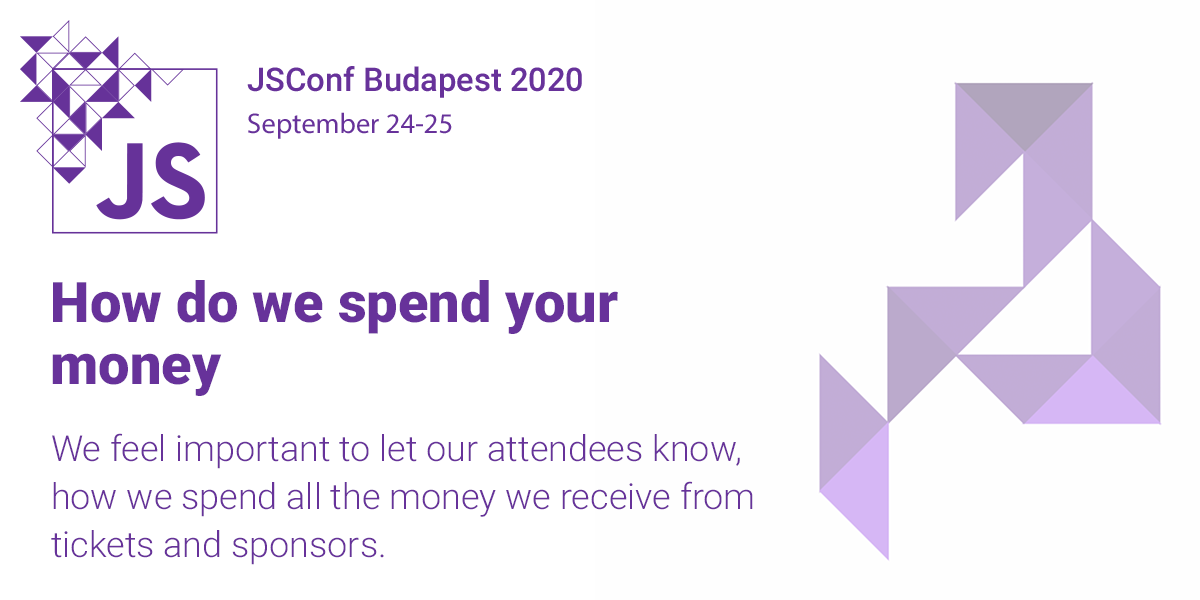 JSConf Budapest 2020
September 24-25
JS
How do we spend your
money
We feel important to let our attendees know,
how we spend all the money we receive from
tickets and sponsors.